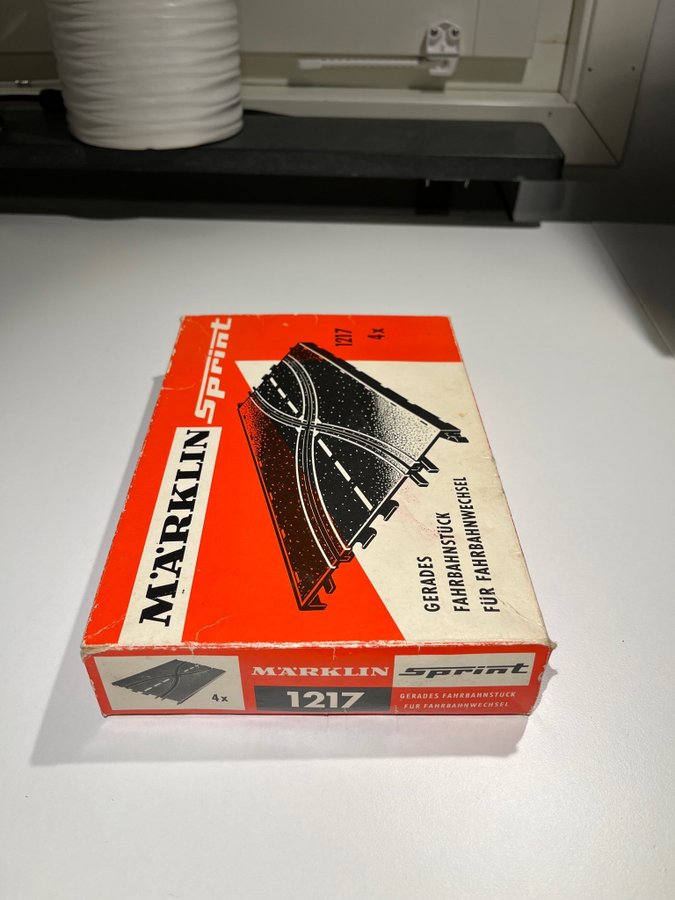 MÄRKLIN
Sprint
1217
4x
GERADES
FAHRBAHNSTÜCK
FÜR FAHRBAHNWECHSEL
4x
MÄRKLIN
1217
Sprint
GERADES FAHRBAHNSTÜCK
FÜR FAHRBAHNWECHSEL